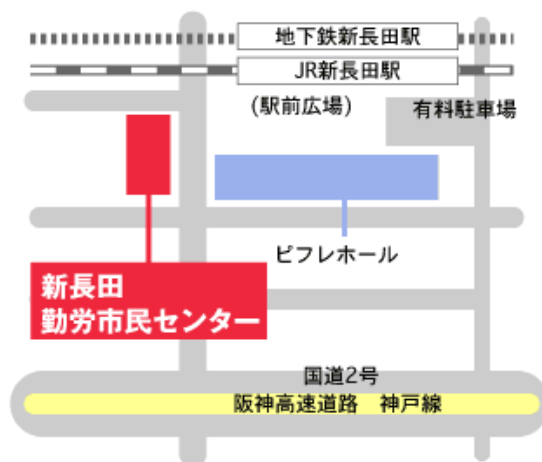 地下鉄新長田駅
JR新長田駅
(駅前広場)
有料駐車場
ピフレホール
新長田
勤労市民センター
国道2号
阪神高速道路　神戸線